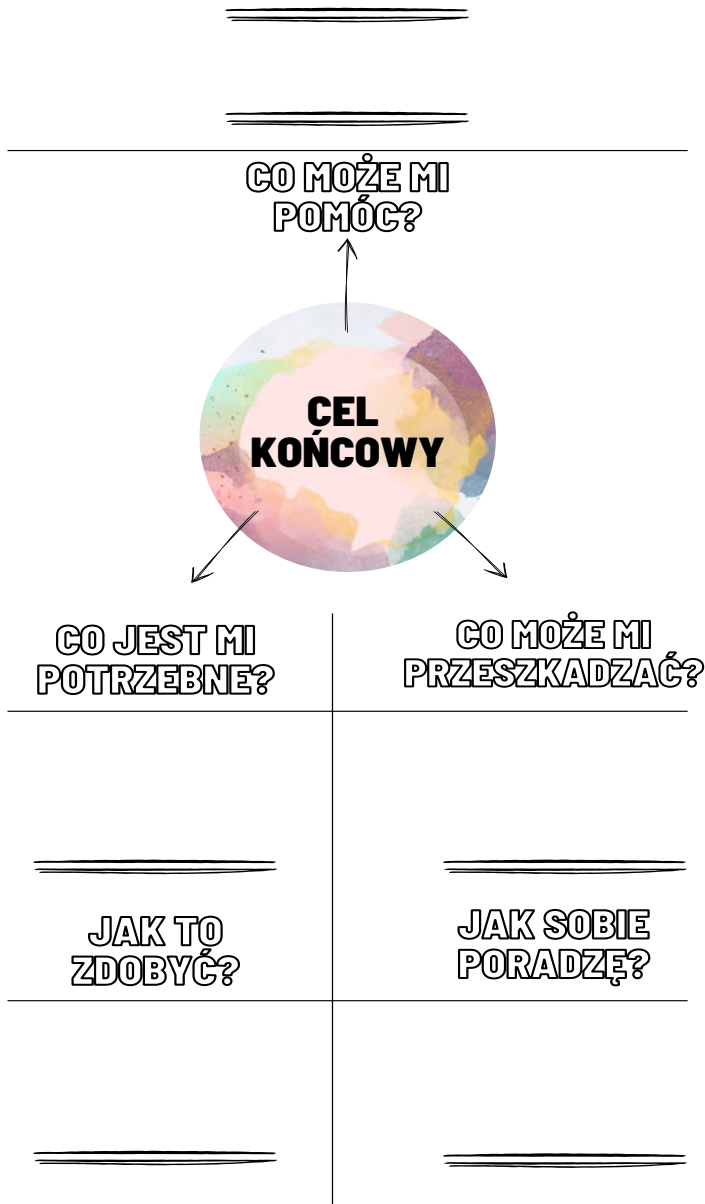 CO MOŻE MI
POMÓC?
CEL
KOŃCOWY
CO JEST MI
POTRZEBNE?
CO MOŻE MI
PRZESZKADZAĆ?
JAK TO
ZDOBYĆ?
JAK SOBIE
PORADZĘ?